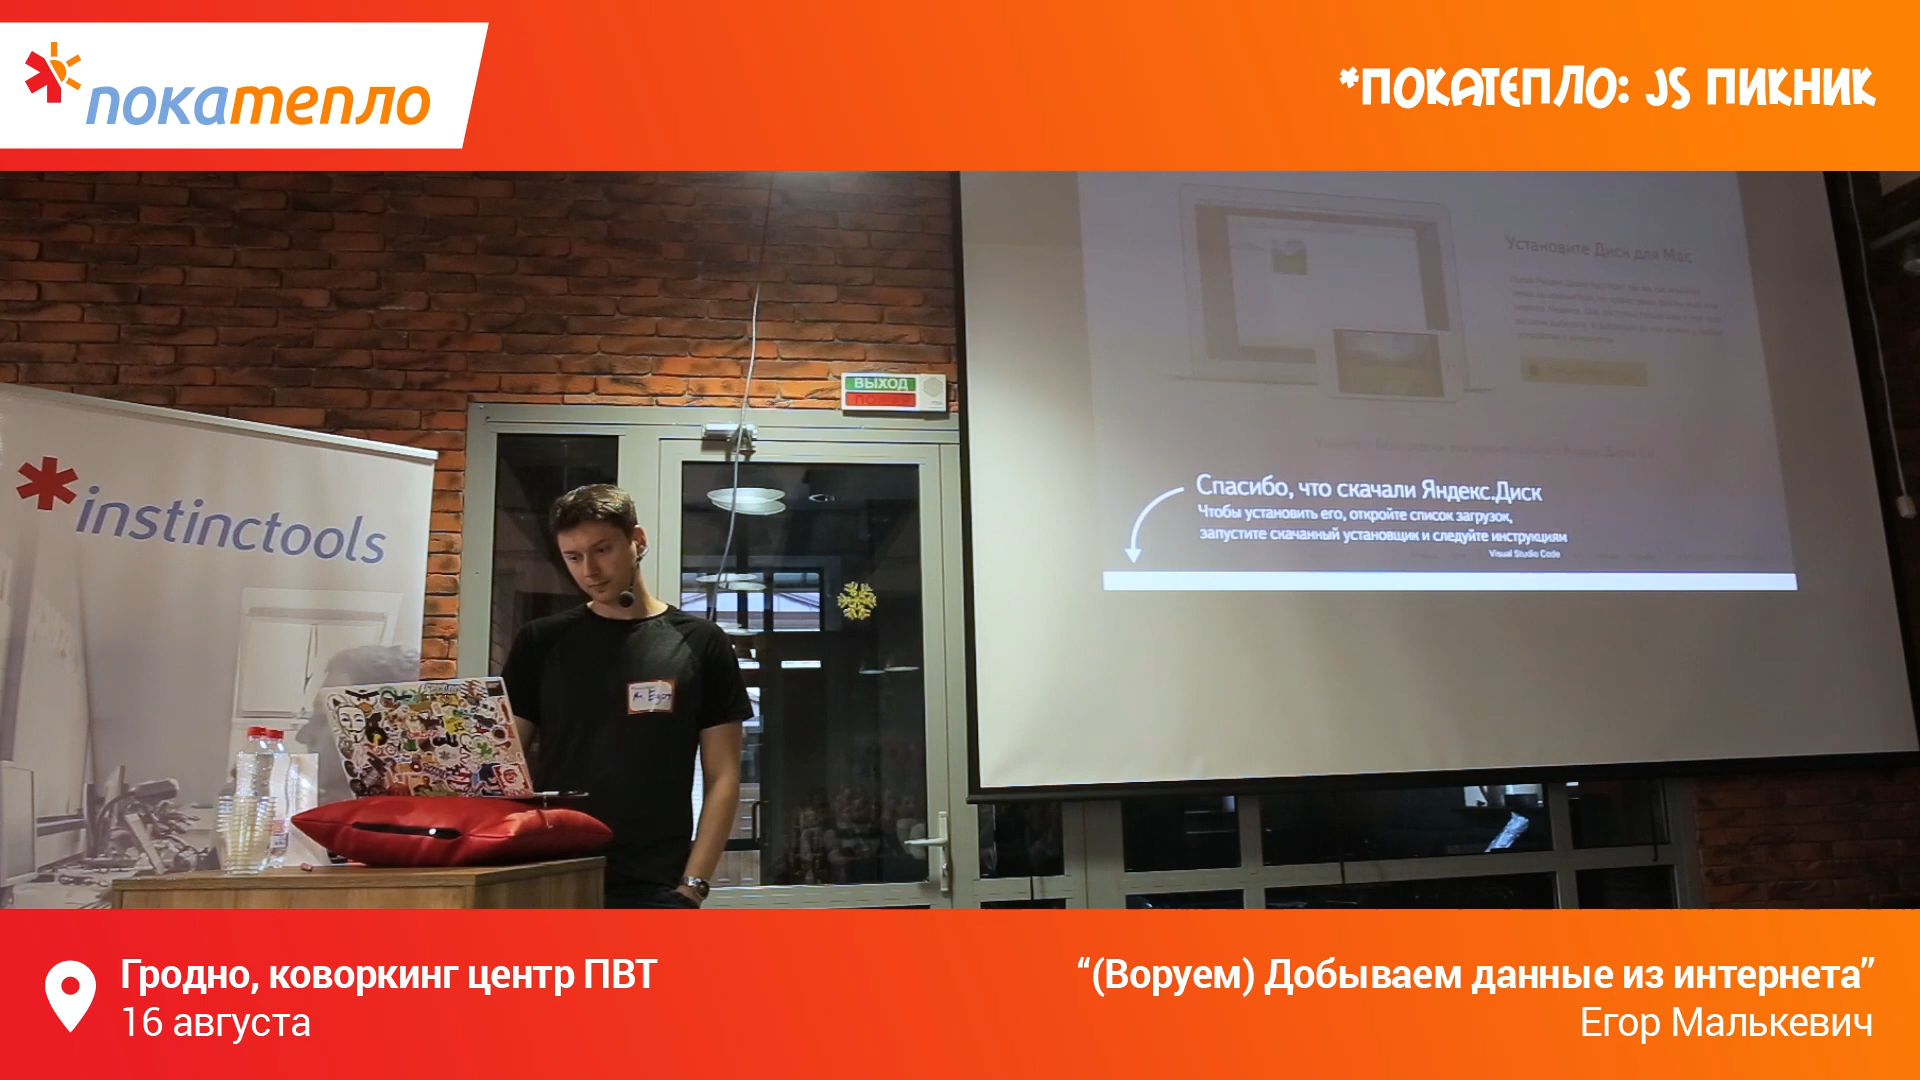 покатепло
*ПОКАТЕПЛО: JS ПИКНИК
ВЫХОД
*instinctools
Egor
Установите Диск для Mac
Спасибо, что скачали Яндекс.Диск
Чтобы установить его, откройте список загрузок,
запустите скачанный установщик и следуйте инструкциям
Visual Studio Code
Гродно, коворкинг центр ПВТ
16 августа
“(Воруем) Добываем данные из интернета”
Егор Малькевич